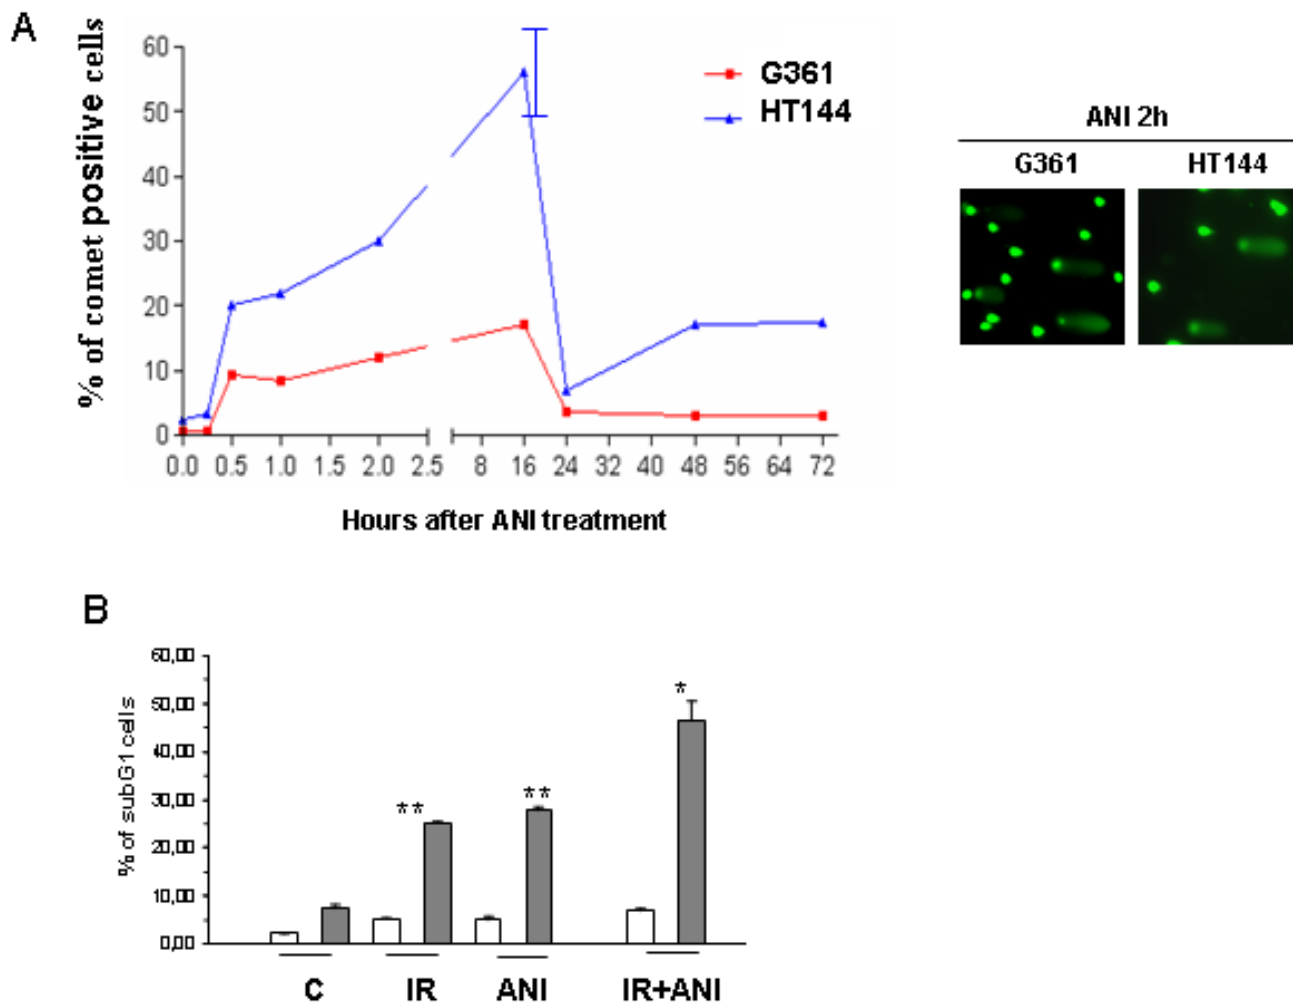 A
% of comet positive cells
60
50
40
30
20
10
0
0.0 0.5 1.0 1.5 2.0 2.5 8 16 24 32 40 48 56 64 72
Hours after ANI treatment
G361
HT144
ANI 2h
G361 HT144
B
% of subG1 cells
60,00
50,00
40,00
30,00
20,00
10,00
0,00
** ** *
C IR ANI IR+ANI